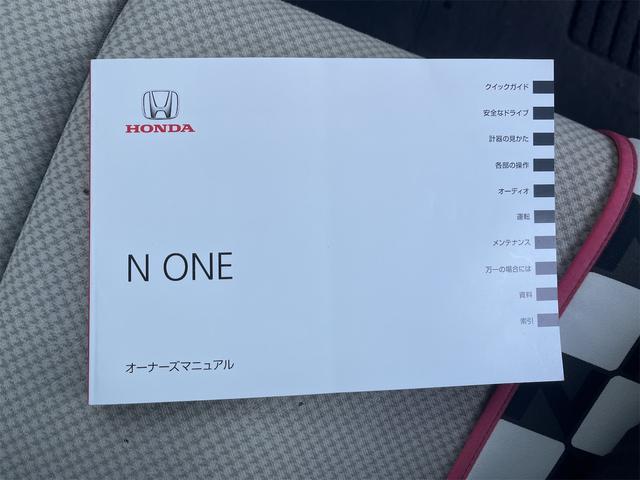 HONDA
N ONE
オーナーズマニュアル
クイックガイド
安全なドライブ
計器の見かた
各部の操作
オーディオ
運転
メンテナンス
万一の場合には
資料
索引